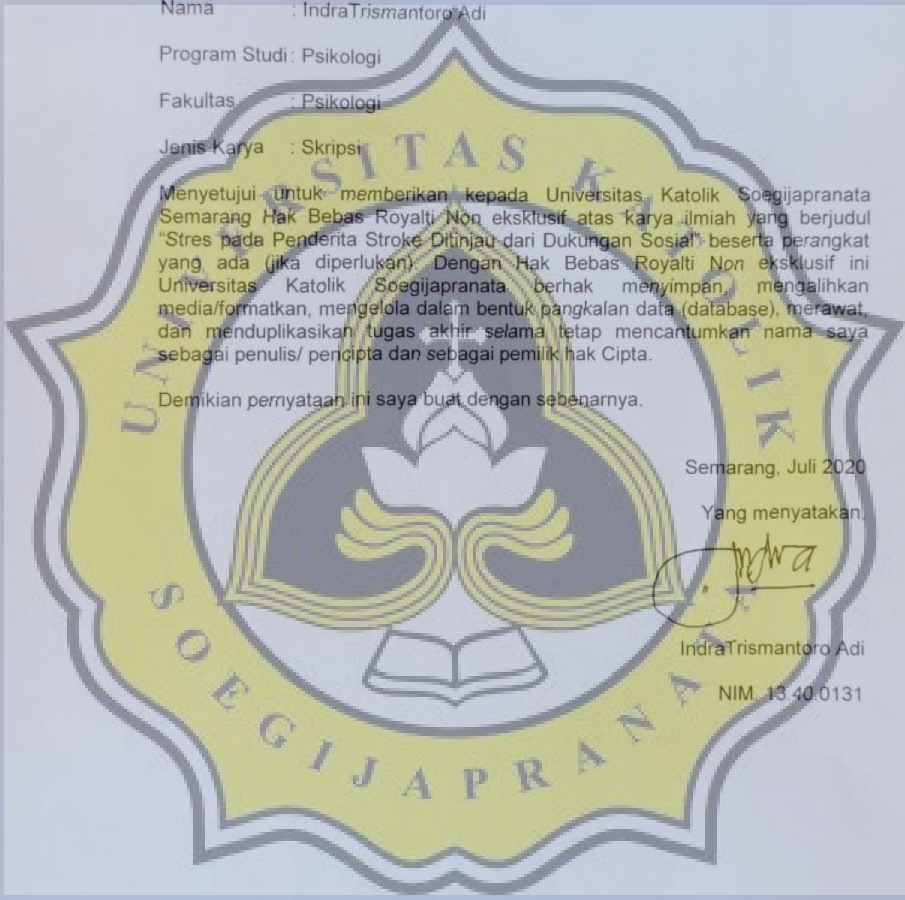 Nama : IndraTrismantoro Adi
Program Studi : Psikologi
Fakultas : Psikologi
Jenis Karya : Skripsi
Menyetujui untuk memberikan kepada Universitas Katolik Soegijapranata
Semarang Hak Bebas Royalti Non eksklusif atas karya ilmiah yang berjudul
"Stres pada Penderita Stroke Ditinjau dari Dukungan Sosial" beserta perangkat
yang ada (jika diperlukan). Dengan Hak Bebas Royalti Non eksklusif ini
Universitas Katolik Soegijapranata berhak menyimpan, mengalihkan
media/formatkan, mengelola dalam bentuk pangkalan data (database), merawat,
dan menduplikasikan tugas akhir selama tetap mencantumkan nama saya
sebagai penulis/ pencipta dan sebagai pemilik hak Cipta.
Demikian pernyataan ini saya buat dengan sebenarnya.
Semarang, Juli 2020
Yang menyatakan,
Indra
IndraTrismantoro Adi
NIM. 13.40.0131
UNIVERSITAS KATOLIK
SOEGIJAPRANATA